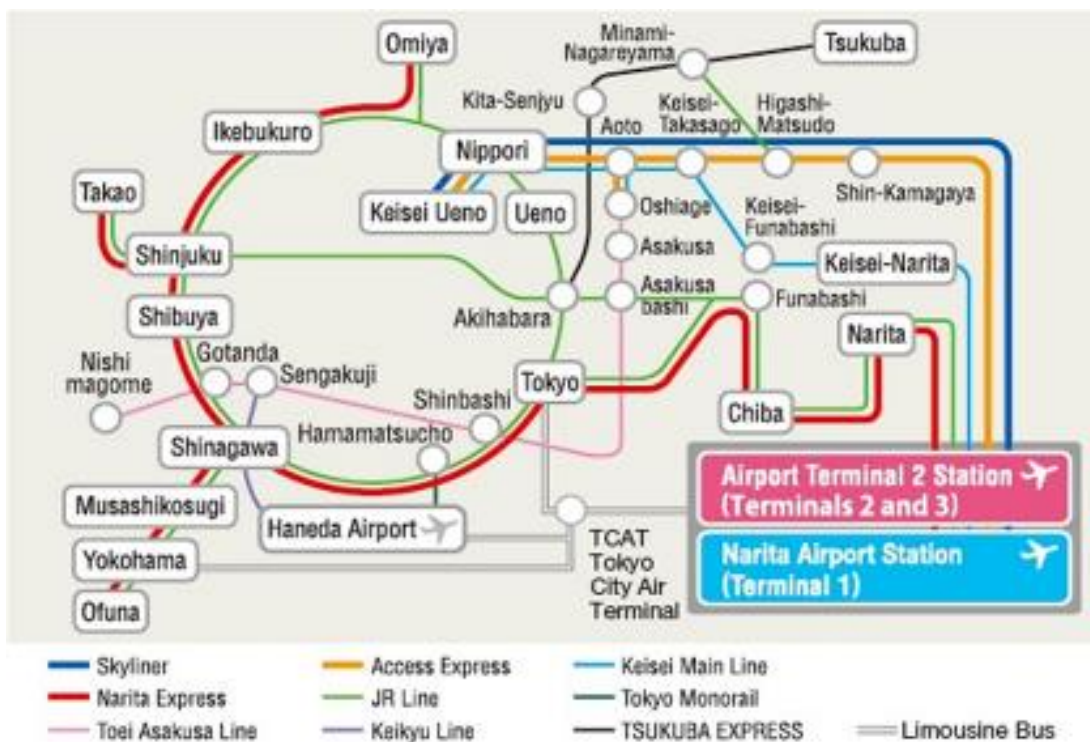 Omiya
Minami-
Nagareyama
Tsukuba
Kita-Senjyu
Keisei-
Takasago
Higashi-
Matsudo
Ikebukuro
Aoto
Nippori
Takao
Keisei Ueno
Ueno
Oshiage
Shin-Kamagaya
Keisei-
Funabashi
Shinjuku
Asakusa
Keisei-Narita
Shibuya
Akihabara
Asakusa
bashi
Funabashi
Narita
Nishi
magome
Gotanda
Sengakuji
Tokyo
Shinbashi
Chiba
Hamamatsucho
Shinagawa
Airport Terminal 2 Station
(Terminals 2 and 3)
Musashikosugi
Haneda Airport
TCAT
Tokyo
City Air
Terminal
Narita Airport Station
(Terminal 1)
Yokohama
Ofuna
Skyliner
Access Express
Keisei Main Line
Narita Express
JR Line
Tokyo Monorail
Toei Asakusa Line
Keikyu Line
TSUKUBA EXPRESS
Limousine Bus